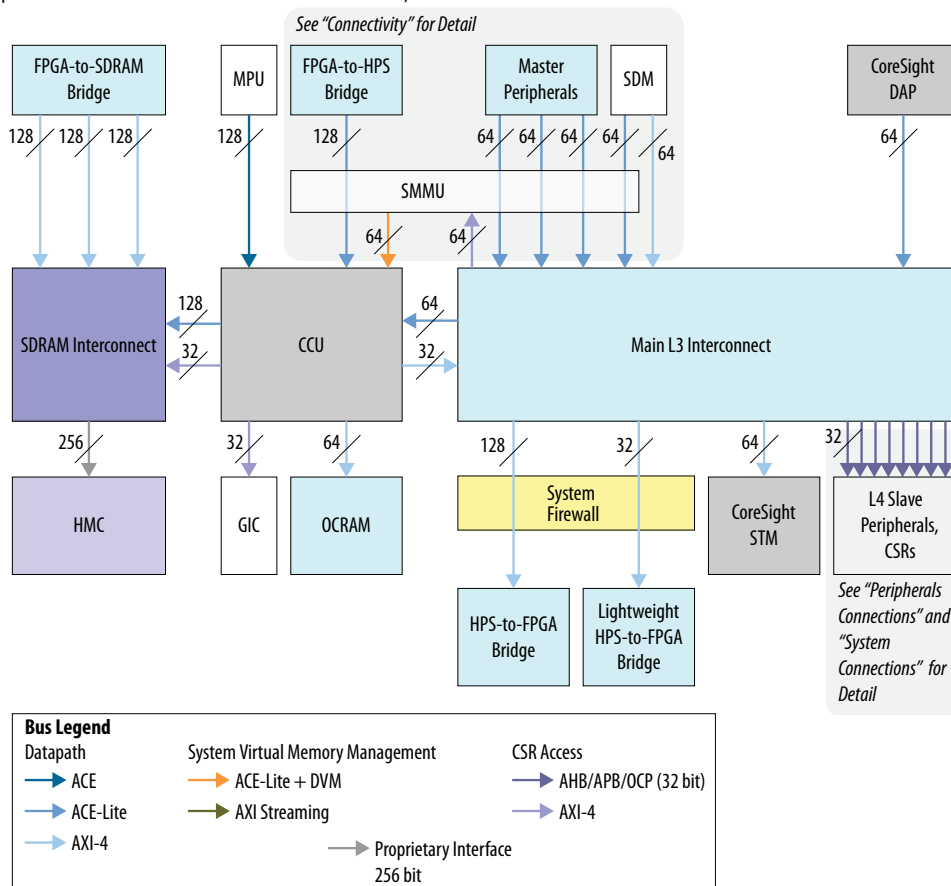 See "Connectivity" for Detail
FPGA-to-SDRAM
Bridge
MPU
FPGA-to-HPS
Bridge
Master
Peripherals
SDM
CoreSight
DAP
128
128
128
128
128
64
64
64
64
64
64
SMMU
64
64
SDRAM Interconnect
128
32
CCU
64
32
Main L3 Interconnect
256
32
64
128
32
64
32
HMC
GIC
OCRAM
System
Firewall
CoreSight
STM
L4 Slave
Peripherals,
CSRs
HPS-to-FPGA
Bridge
Lightweight
HPS-to-FPGA
Bridge
See "Peripherals
Connections" and
"System
Connections" for
Detail
Bus Legend
Datapath
System Virtual Memory Management
CSR Access
ACE
ACE-Lite + DVM
AHB/APB/OCP (32 bit)
ACE-Lite
AXI Streaming
AXI-4
AXI-4
Proprietary Interface
256 bit